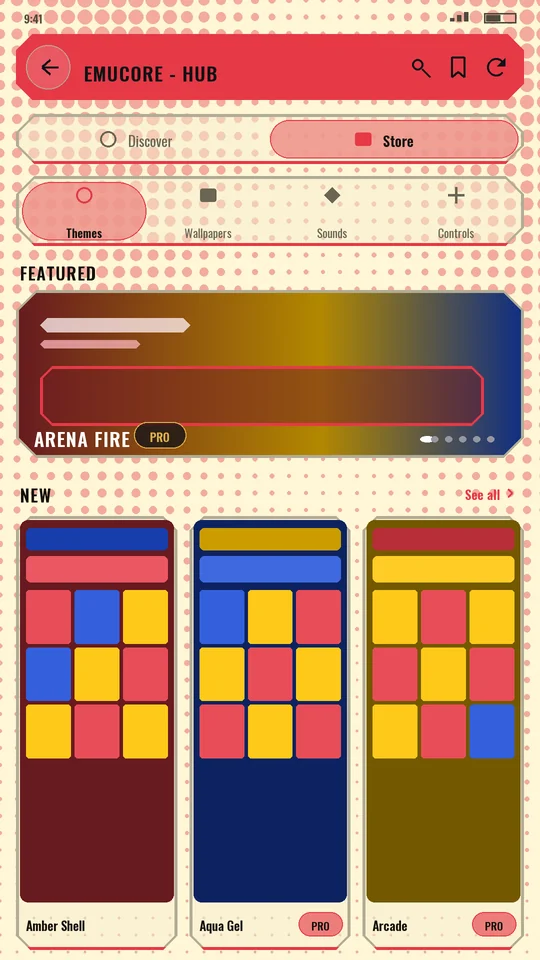 9:41
EMUCORE - HUB
Discover
Store
Themes
Wallpapers
Sounds
Controls
FEATURED
ARENA FIRE PRO
NEW
See all
Amber Shell
Aqua Gel PRO
Arcade PRO